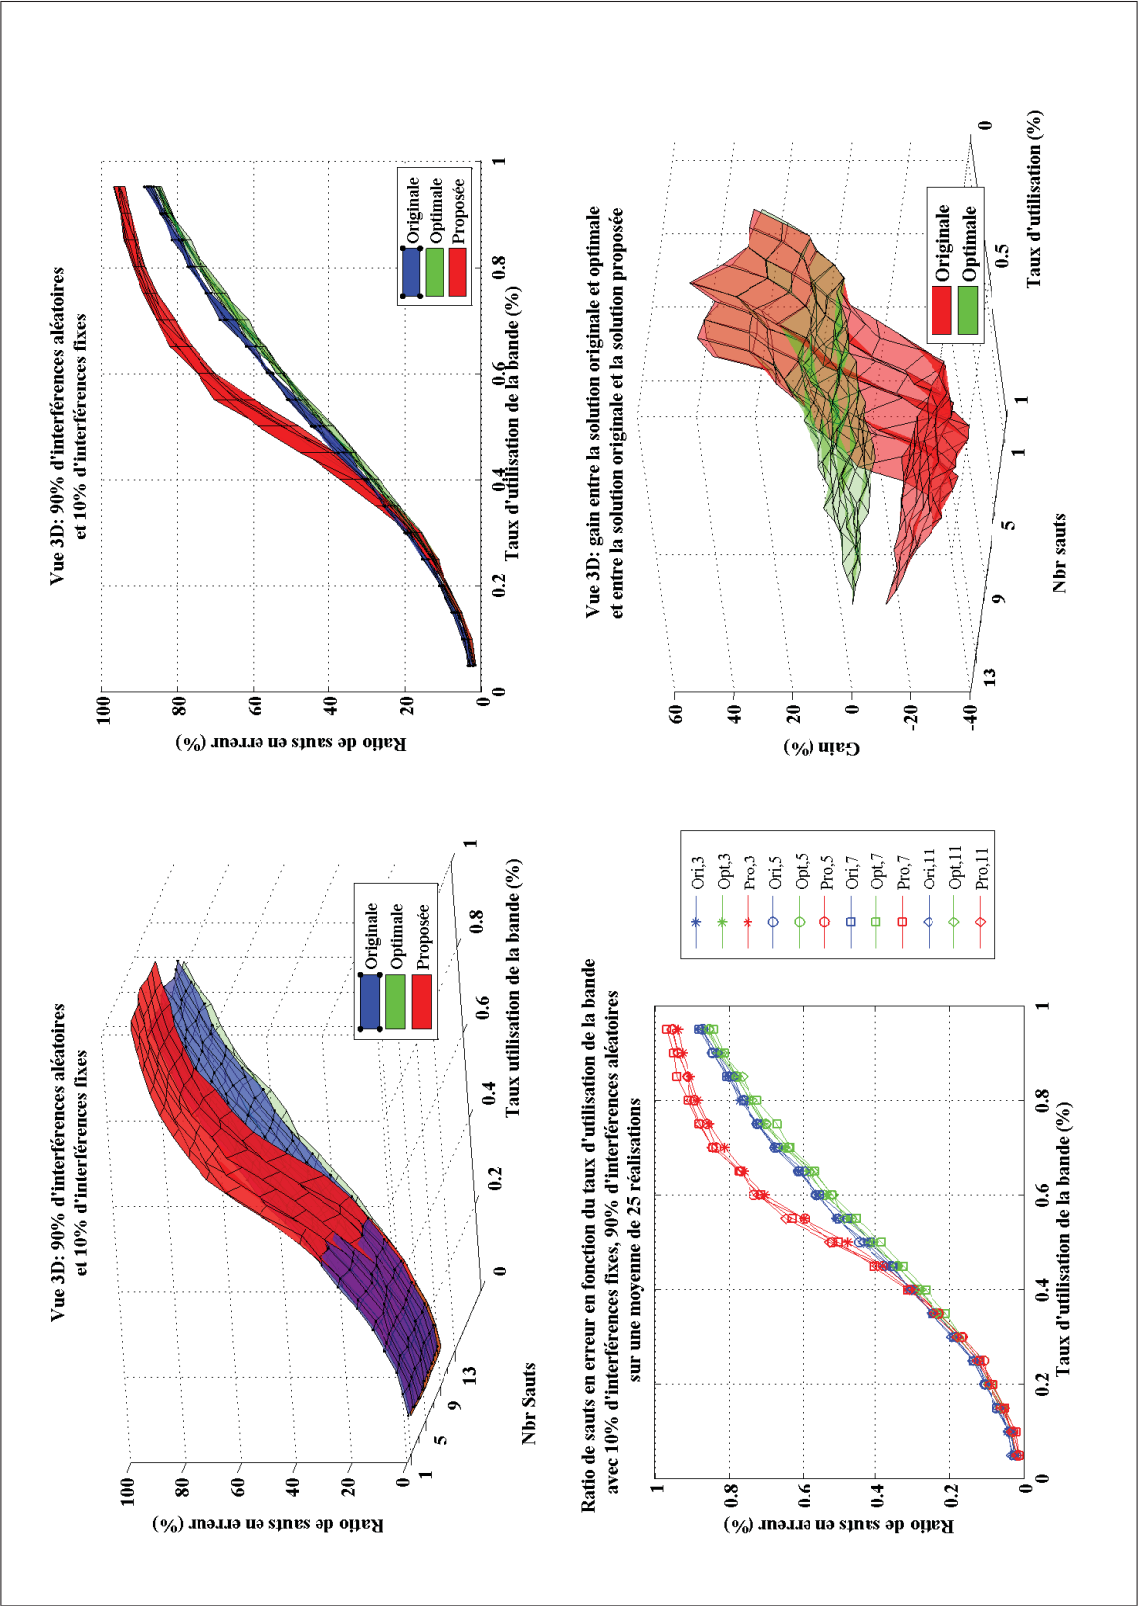 Vue 3D: 90% d'interférences aléatoires
et 10% d'interférences fixes
Ratio de sauts en erreur (%)
100
80
60
40
20
0
1
5
9
13
Nbr Sauts
0
0.2
0.4
0.6
0.8
1
Taux utilisation de la bande (%)
Originale
Optimale
Proposée
Vue 3D: 90% d'interférences aléatoires
et 10% d'interférences fixes
Ratio de sauts en erreur (%)
100
80
60
40
20
0
0
0.2
0.4
0.6
0.8
1
Taux d'utilisation de la bande (%)
Originale
Optimale
Proposée
Ratio de sauts en erreur en fonction du taux d'utilisation de la bande
avec 10% d'interférences fixes, 90% d'interférences aléatoires
sur une moyenne de 25 réalisations
Ratio de sauts en erreur (%)
1
0.8
0.6
0.4
0.2
0
0
0.2
0.4
0.6
0.8
1
Taux d'utilisation de la bande (%)
Ori,3
Opt,3
Pro,3
Ori,5
Opt,5
Pro,5
Ori,7
Opt,7
Pro,7
Ori,11
Opt,11
Pro,11
Vue 3D: gain entre la solution originale et optimale
et entre la solution originale et la solution proposée
Gain (%)
60
40
20
0
-20
-40
13
9
5
1
Nbr sauts
1
0.5
0
Taux d'utilisation (%)
Originale
Optimale